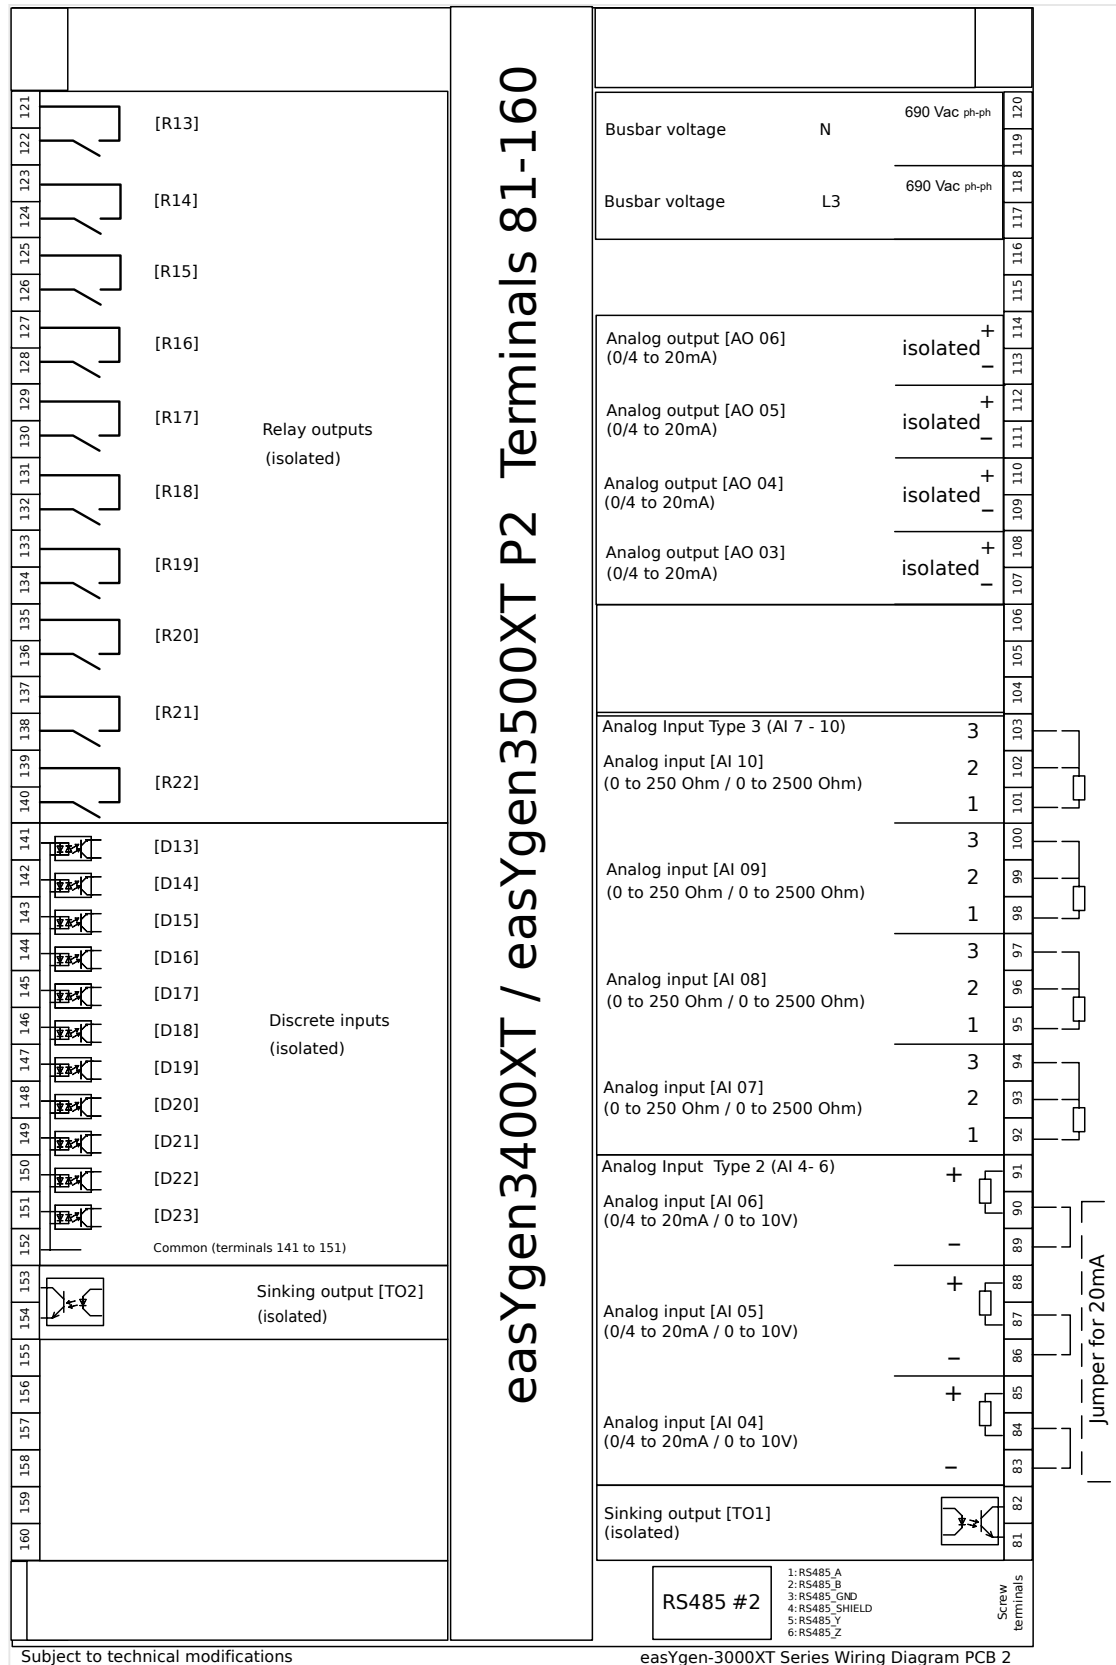 121
[R13]
122
123
[R14]
124
125
[R15]
126
127
[R16]
128
129
[R17]
130
131
[R18]
132
133
[R19]
134
135
[R20]
136
137
[R21]
138
139
[R22]
140
Relay outputs
(isolated)
141
[D13]
142
[D14]
143
[D15]
144
[D16]
145
[D17]
146
[D18]
147
[D19]
148
[D20]
149
[D21]
150
[D22]
151
[D23]
152
Common (terminals 141 to 151)
Discrete inputs
(isolated)
153
154
Sinking output [TO2]
(isolated)
155
156
157
158
159
160
easYgen3400XT / easYgen3500XT P2 Terminals 81-160
Busbar voltage N 690 Vac ph-ph
120
119
Busbar voltage L3 690 Vac ph-ph
118
117
116
115
Analog output [AO 06]
(0/4 to 20mA)
isolated
+
−
114
113
Analog output [AO 05]
(0/4 to 20mA)
isolated
+
−
112
111
Analog output [AO 04]
(0/4 to 20mA)
isolated
+
−
110
109
Analog output [AO 03]
(0/4 to 20mA)
isolated
+
−
108
107
106
105
104
Analog Input Type 3 (AI 7 - 10)
Analog input [AI 10]
(0 to 250 Ohm / 0 to 2500 Ohm)
3 103
2 102
1 101
Analog input [AI 09]
(0 to 250 Ohm / 0 to 2500 Ohm)
3 100
2 99
1 98
Analog input [AI 08]
(0 to 250 Ohm / 0 to 2500 Ohm)
3 97
2 96
1 95
Analog input [AI 07]
(0 to 250 Ohm / 0 to 2500 Ohm)
3 94
2 93
1 92
Analog Input Type 2 (AI 4- 6)
Analog input [AI 06]
(0/4 to 20mA / 0 to 10V)
+ 91
90
− 89
Analog input [AI 05]
(0/4 to 20mA / 0 to 10V)
+ 88
87
− 86
Analog input [AI 04]
(0/4 to 20mA / 0 to 10V)
+ 85
84
− 83
Jumper for 20mA
Sinking output [TO1]
(isolated)
82
81
RS485 #2
1: RS485_A
2: RS485_B
3: RS485_GND
4: RS485_SHIELD
5: RS485_Y
6: RS485_Z
Screw
terminals
Subject to technical modifications
easYgen-3000XT Series Wiring Diagram PCB 2